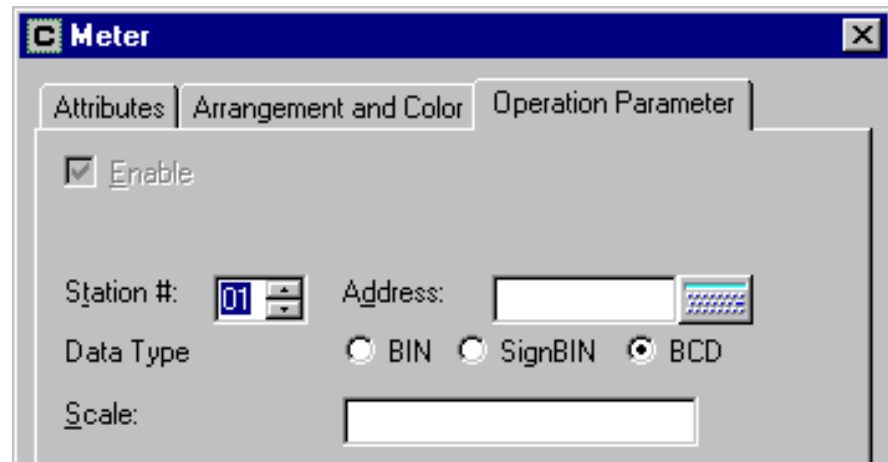 C Meter
Attributes Arrangement and Color Operation Parameter
Enable
Station #: 01 Address:
Data Type BIN SignBIN BCD
Scale: